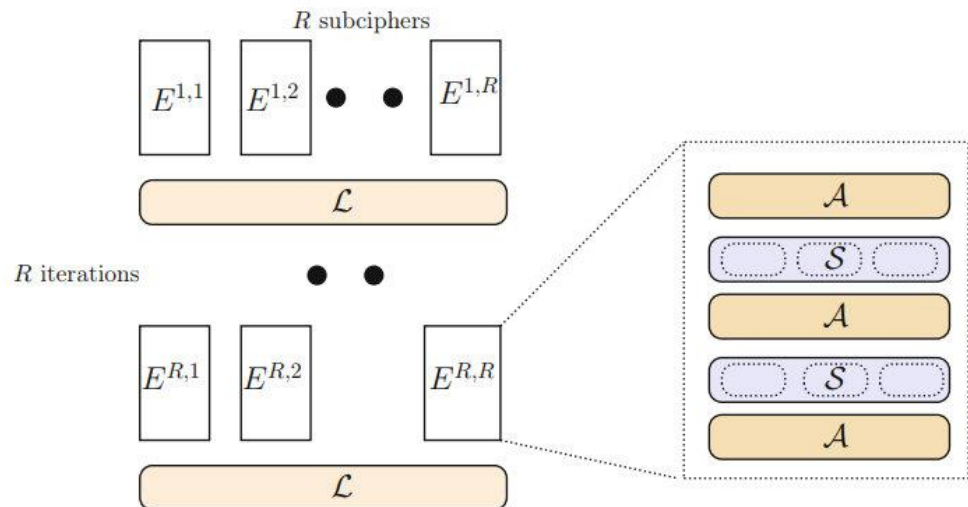 R subciphers
E^{1,1} E^{1,2} E^{1,R}
𝓛
R iterations
E^{R,1} E^{R,2} E^{R,R}
𝓛
𝒜
𝒮
𝒜
𝒮
𝒜